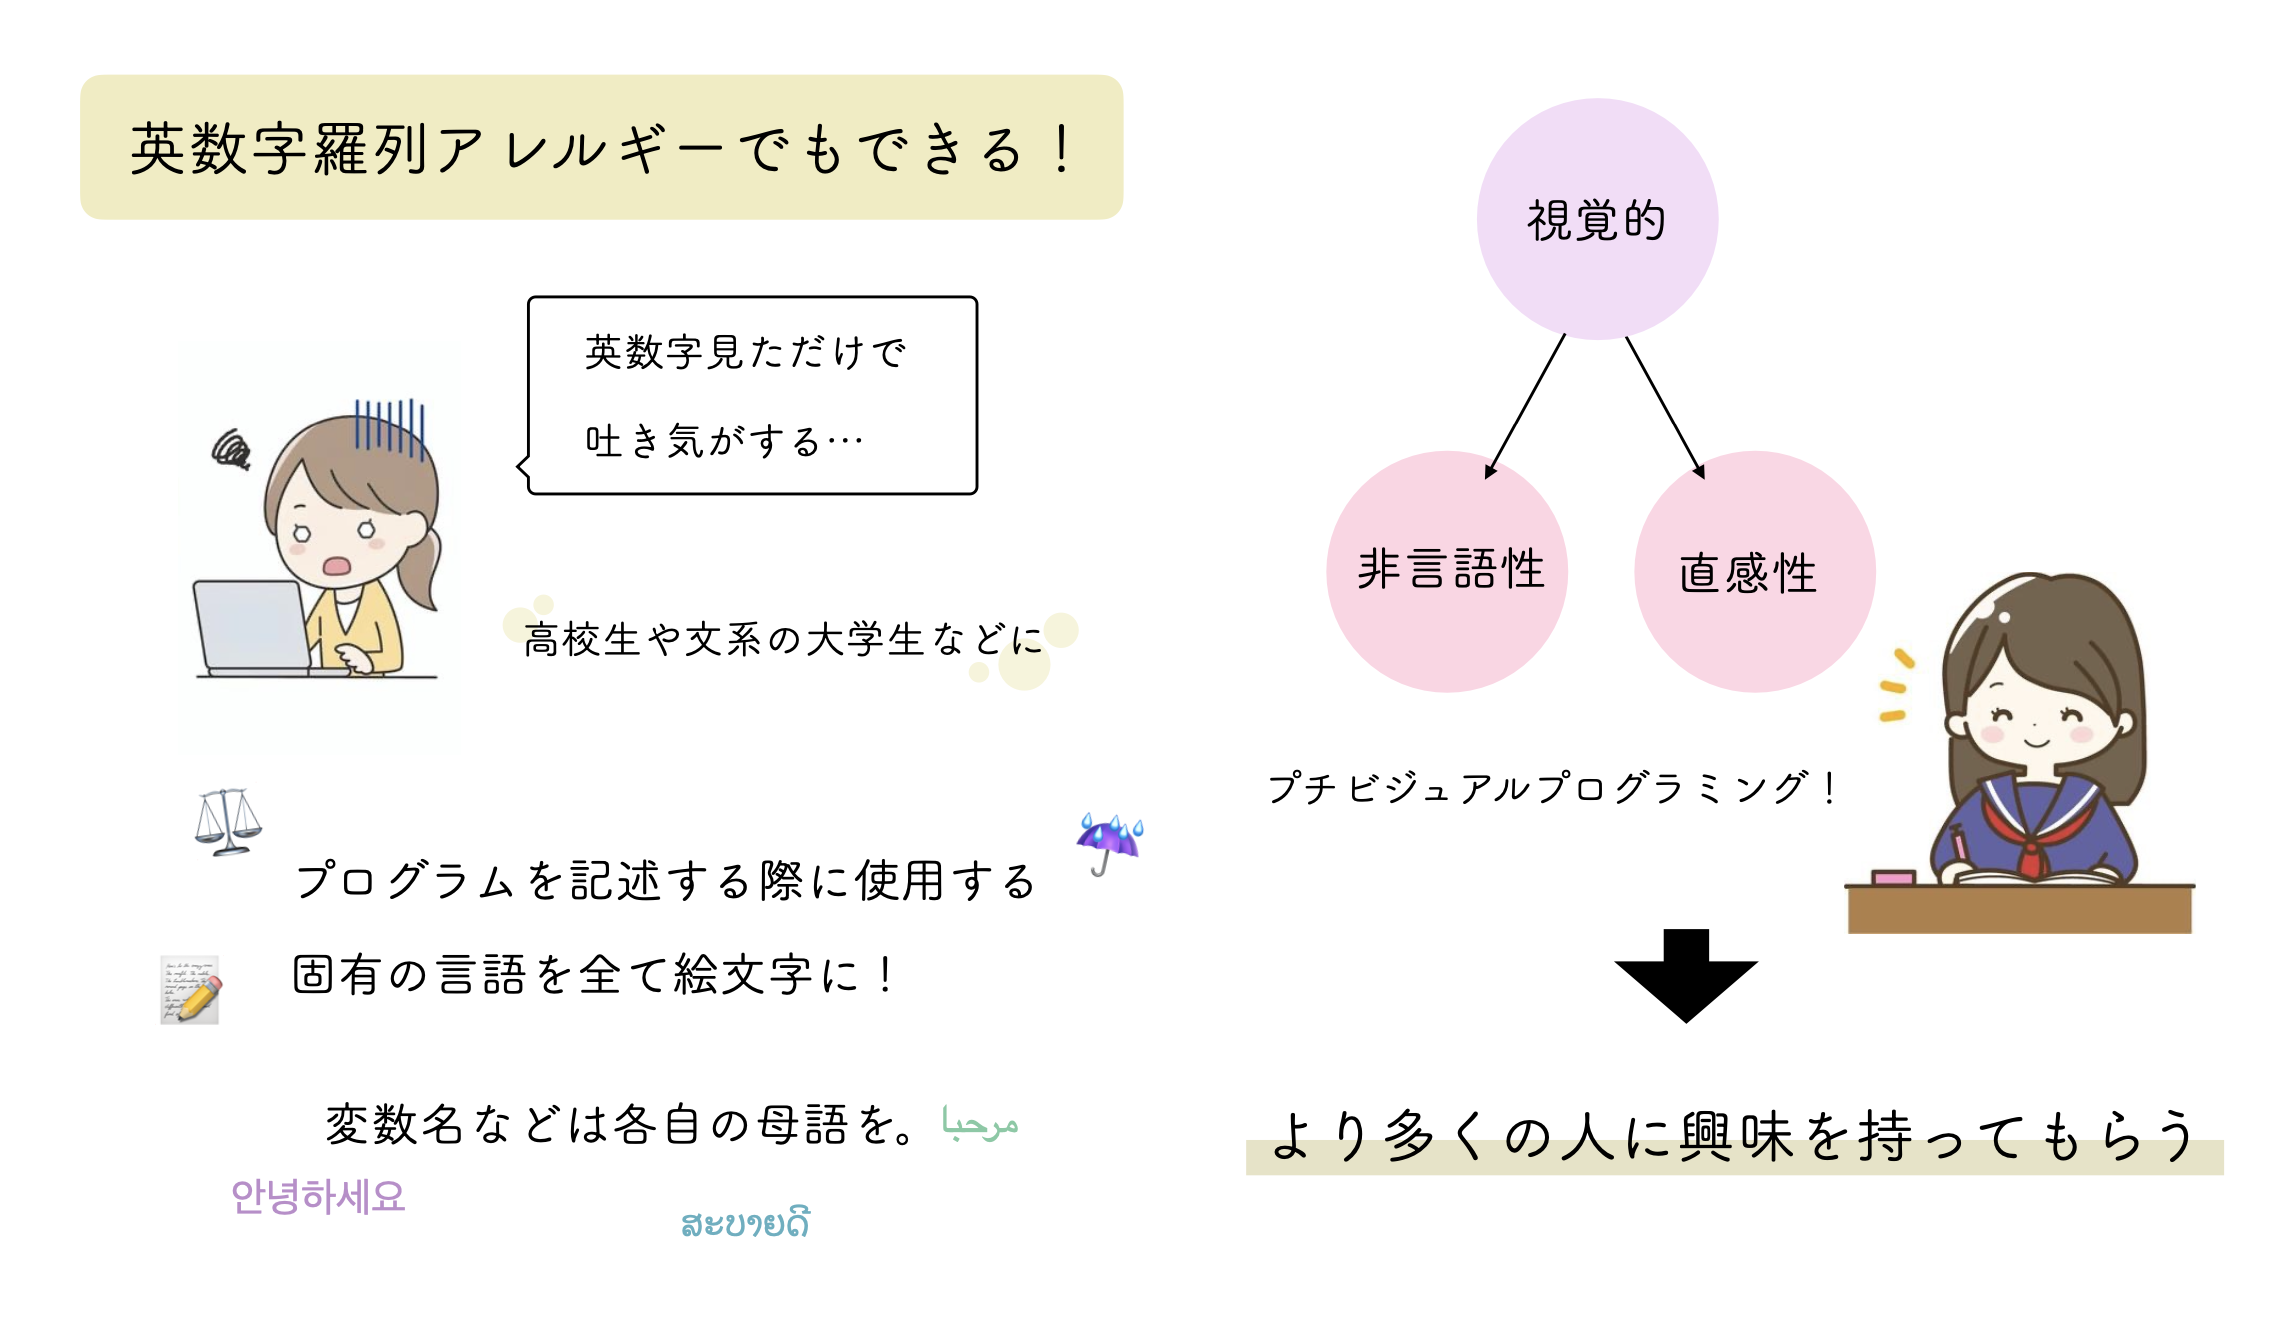 英数字羅列アレルギーでもできる！
英数字見ただけで
吐き気がする…
高校生や文系の大学生などに
プログラムを記述する際に使用する
固有の言語を全て絵文字に！
変数名などは各自の母語を。
مرحبا
안녕하세요
ສະບາຍດີ
視覚的
非言語性
直感性
プチビジュアルプログラミング！
より多くの人に興味を持ってもらう